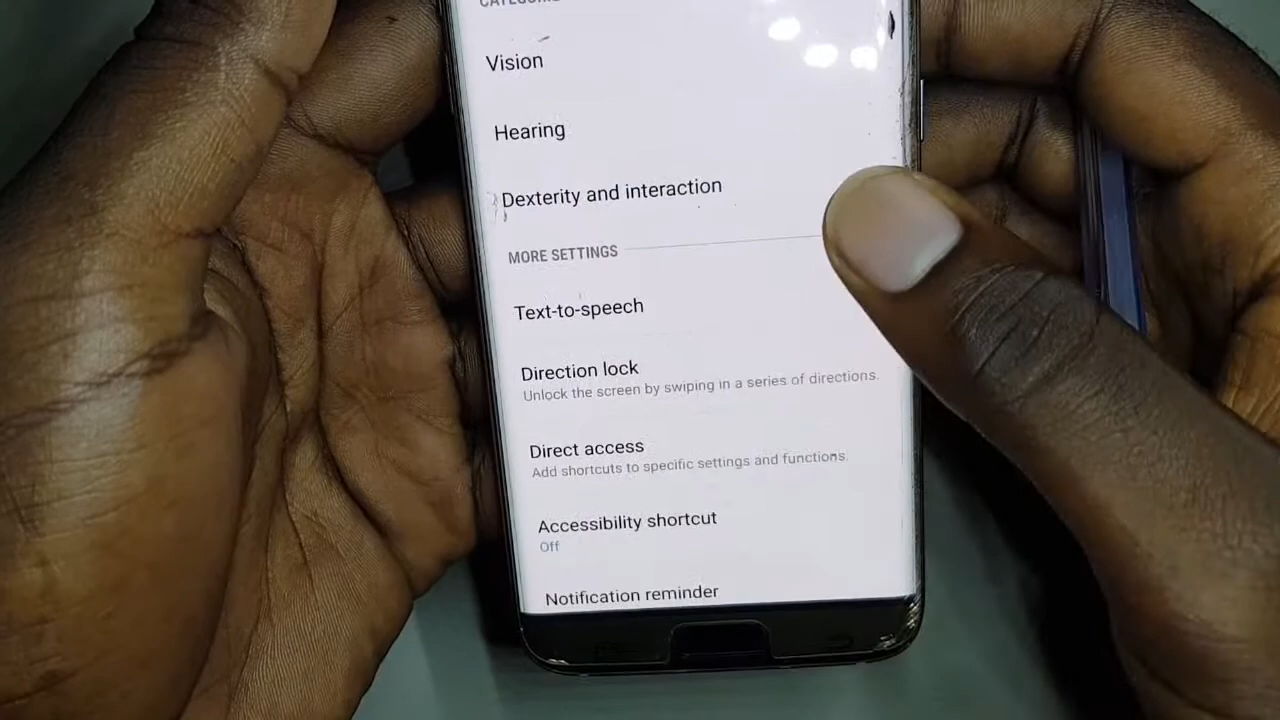 Vision
Hearing
Dexterity and interaction
MORE SETTINGS
Text-to-speech
Direction lock
Unlock the screen by swiping in a series of directions.
Direct access
Add shortcuts to specific settings and functions.
Accessibility shortcut
Off
Notification reminder